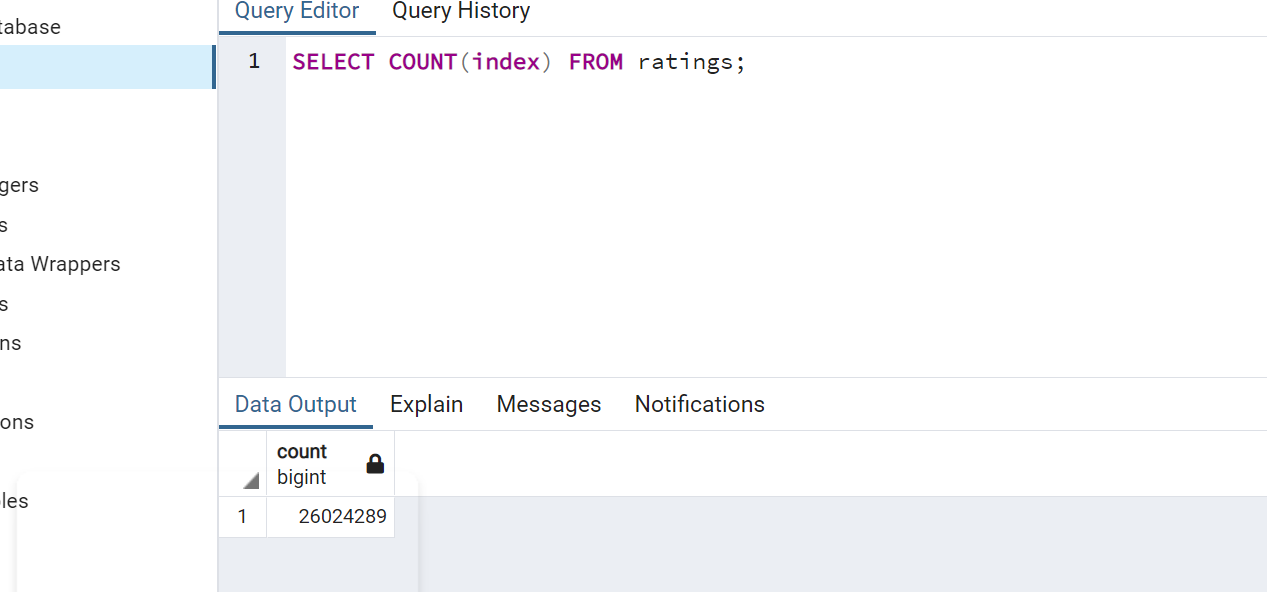 Query Editor Query History
tabase
1 SELECT COUNT(index) FROM ratings;
gers
s
ata Wrappers
s
ns
ons
les
Data Output Explain Messages Notifications
count
bigint
1 26024289